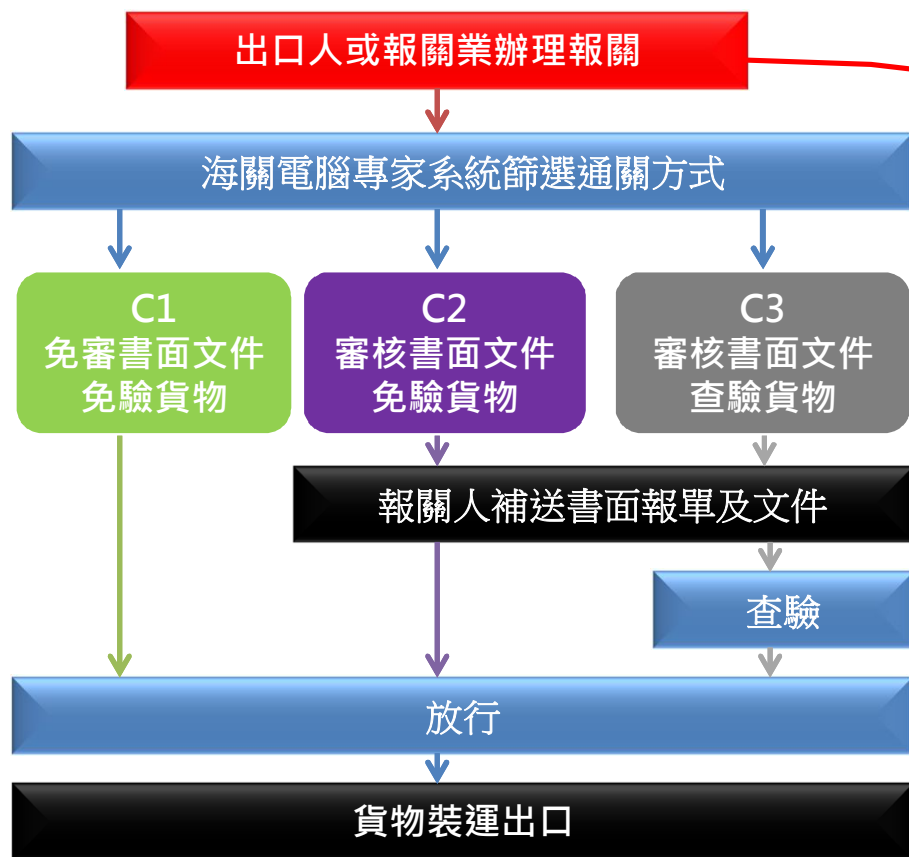 出口人或報關業辦理報關
海關電腦專家系統篩選通關方式
C1
免審書面文件
免驗貨物
C2
審核書面文件
免驗貨物
C3
審核書面文件
查驗貨物
報關人補送書面報單及文件
查驗
放行
貨物裝運出口